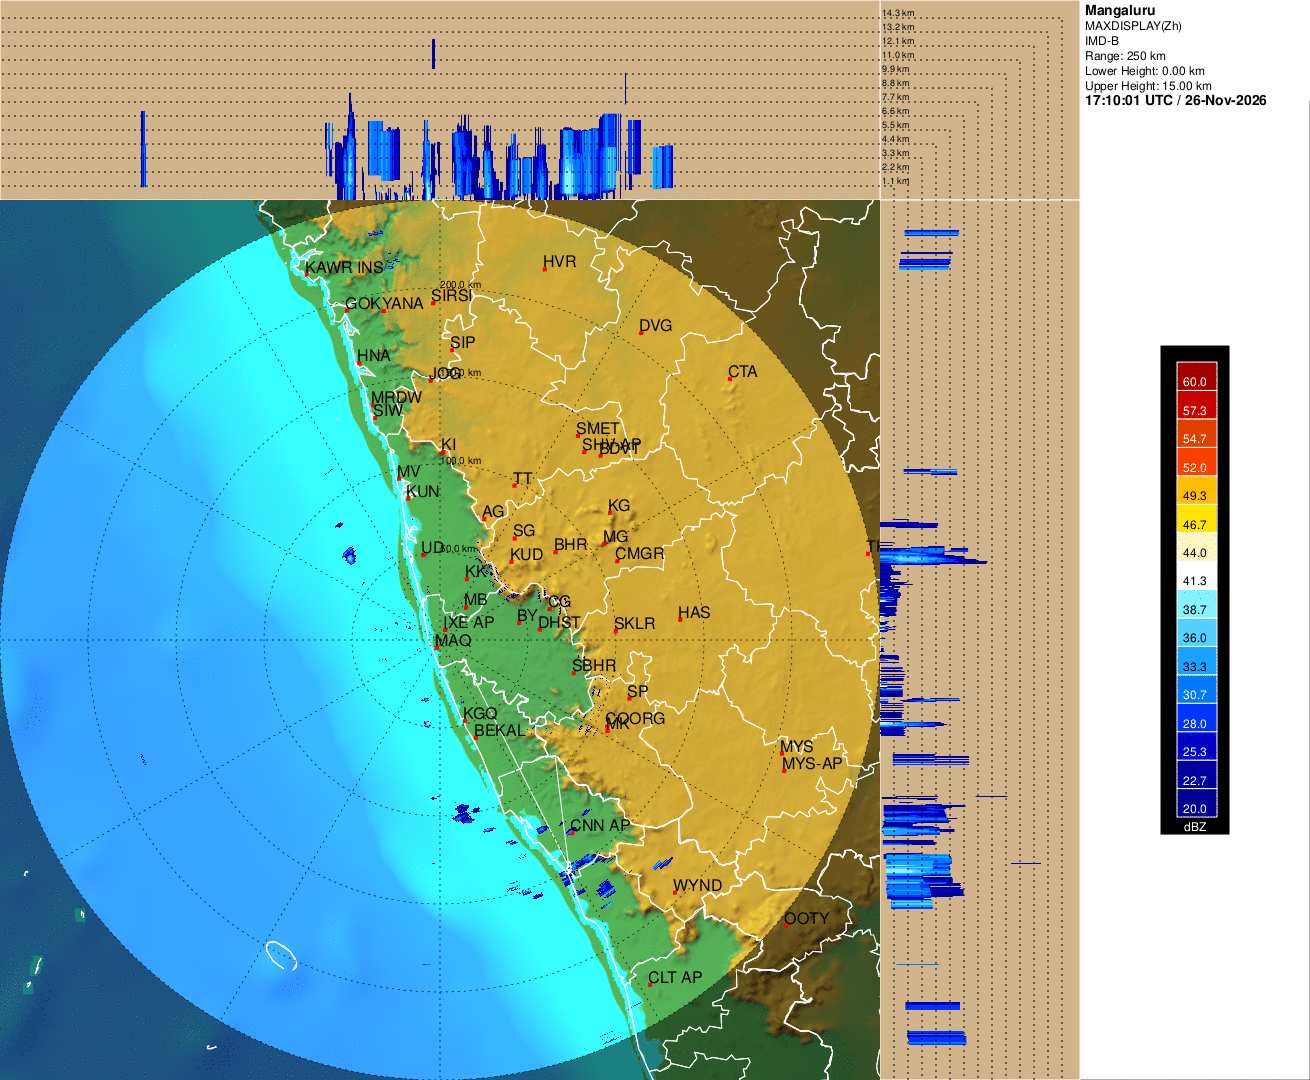 14.3 km
13.2 km
12.1 km
11.0 km
9.9 km
8.8 km
7.7 km
6.6 km
5.5 km
4.4 km
3.3 km
2.2 km
1.1 km
Mangaluru
MAXDISPLAY(Zh)
IMD-B
Range: 250 km
Lower Height: 0.00 km
Upper Height: 15.00 km
17:10:01 UTC / 26-Nov-2026
KAWR INS
HVR
200.0 km
SIRSI
GOKYANA
DVG
SIP
HNA
JOG
CTA
MRDW
SIW
SMET
SHV-AP
BDVT
KI
100.0 km
MV
TT
KUN
KG
AG
SG
MG
UD
50.0 km
KUD
BHR
CMGR
KK
MB
CG
IXE AP
BY
DHST
SKLR
HAS
MAQ
SBHR
SP
KGQ
COORG
MK
BEKAL
MYS
MYS-AP
CNN AP
WYND
OOTY
CLT AP
60.0
57.3
54.7
52.0
49.3
46.7
44.0
41.3
38.7
36.0
33.3
30.7
28.0
25.3
22.7
20.0
dBZ